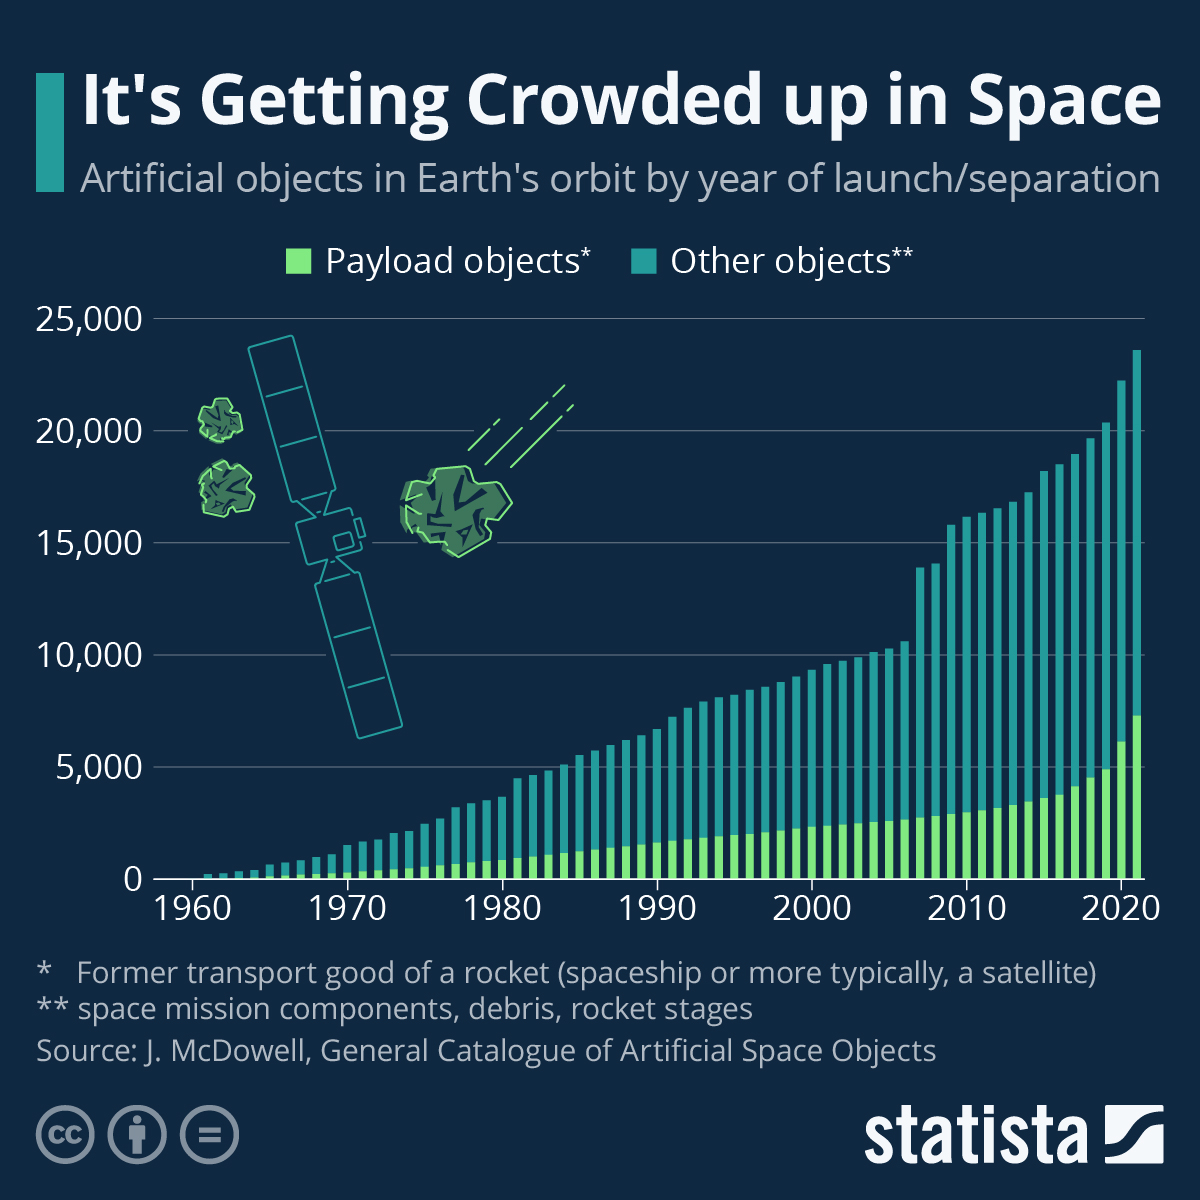 It's Getting Crowded up in Space
Artificial objects in Earth's orbit by year of launch/separation
Payload objects* Other objects**
25,000
20,000
15,000
10,000
5,000
0
1960 1970 1980 1990 2000 2010 2020
* Former transport good of a rocket (spaceship or more typically, a satellite)
** space mission components, debris, rocket stages
Source: J. McDowell, General Catalogue of Artificial Space Objects
cc = statista